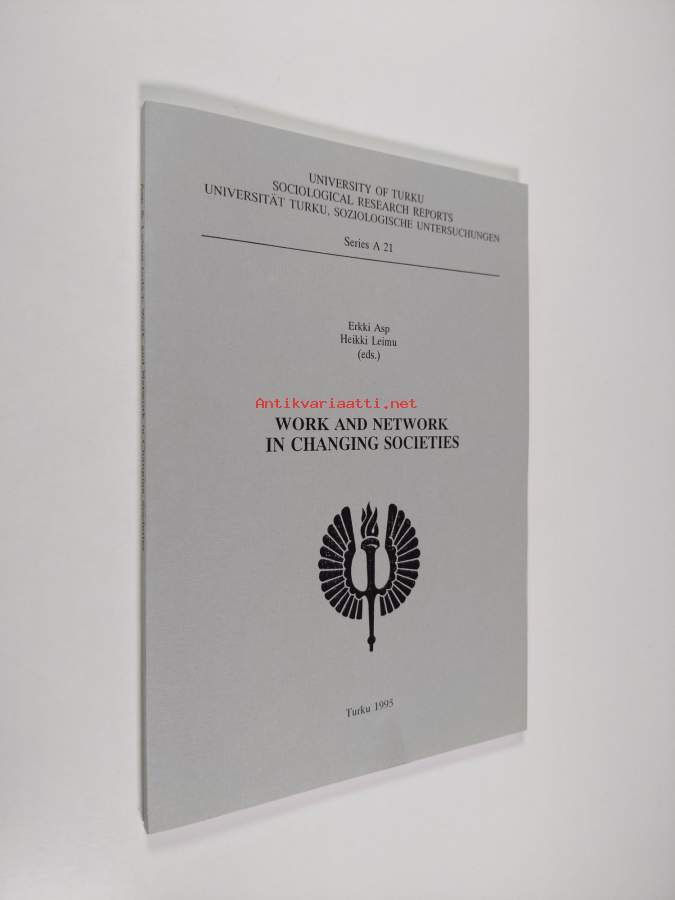 UNIVERSITY OF TURKU
SOCIOLOGICAL RESEARCH REPORTS
UNIVERSITÄT TURKU, SOZIOLOGISCHE UNTERSUCHUNGEN
Series A 21
Erkki Asp
Heikki Leimu
(eds.)
Antikvariaatti.net
WORK AND NETWORK
IN CHANGING SOCIETIES
Turku 1995